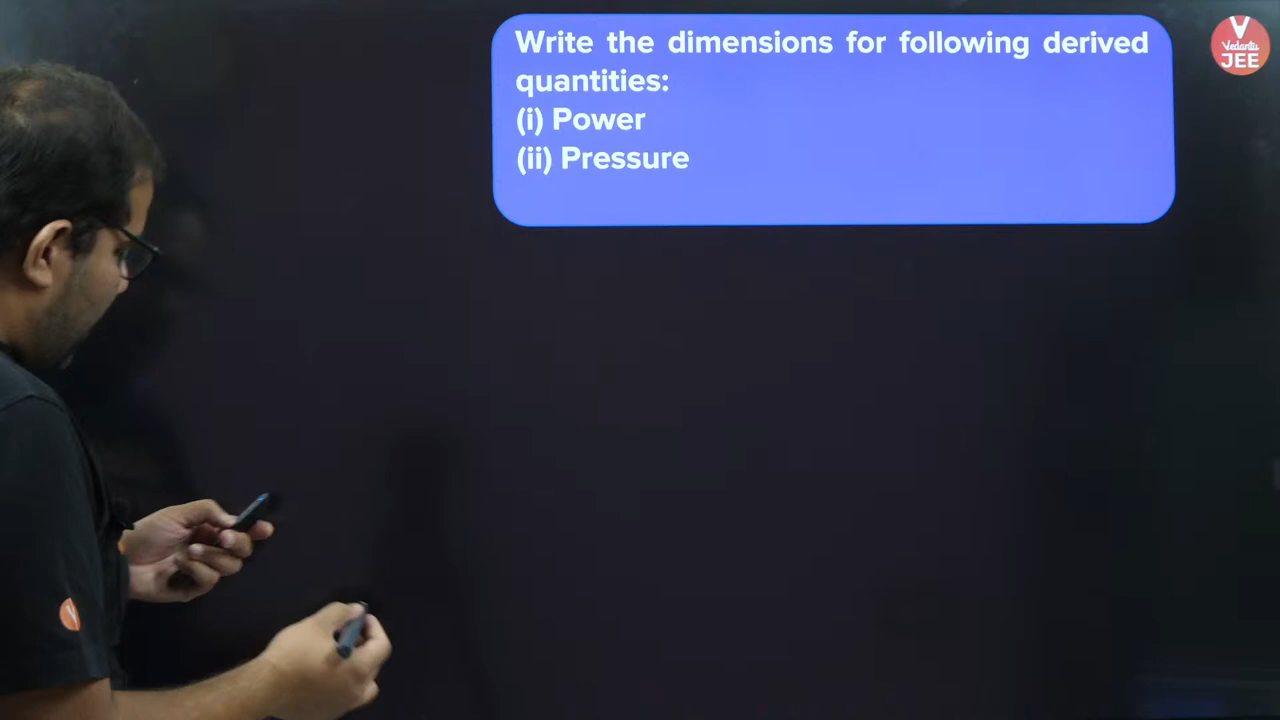 Write the dimensions for following derived
quantities:
(i) Power
(ii) Pressure
V
Vedantu
JEE